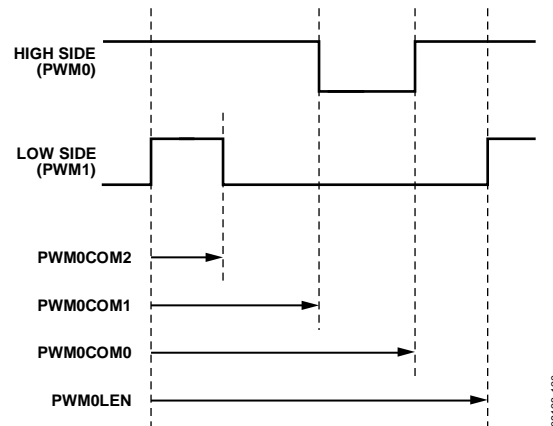 HIGH SIDE
(PWM0)
LOW SIDE
(PWM1)
PWM0COM2
PWM0COM1
PWM0COM0
PWM0LEN